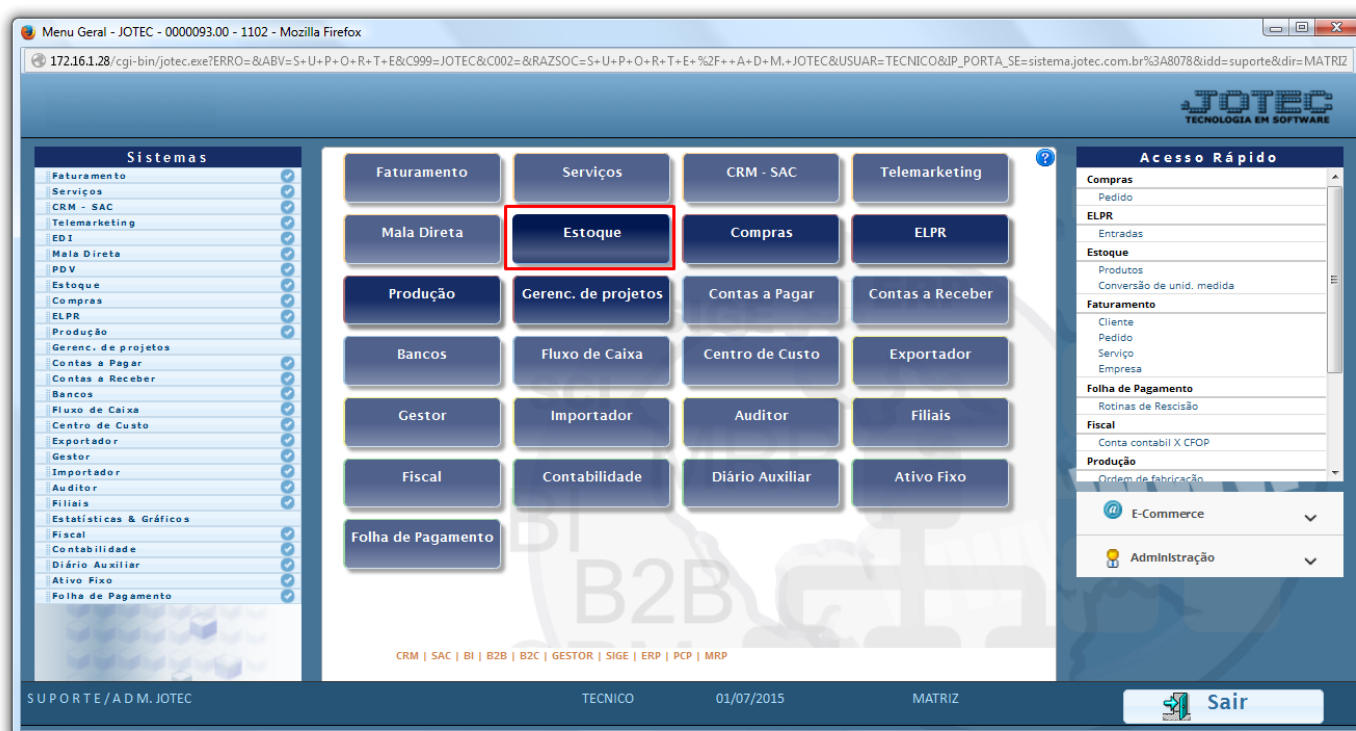 Menu Geral - JOTEC - 0000093.00 - 1102 - Mozilla Firefox
172.16.1.28/cgi-bin/jotec.exe?ERRO=&ABV=S+U+P+O+R+T+E&C999=JOTEC&C002=&RAZSOC=S+U+P+O+R+T+E+%2F++A+D+M.+JOTEC&USUAR=TECNICO&IP_PORTA_SE=sistema.jotec.com.br%3A8078&idd=suporte&dir=MATRIZ
JOTEC
TECNOLOGIA EM SOFTWARE
Sistemas
Faturamento
Serviços
CRM - SAC
Telemarketing
EDI
Mala Direta
PDV
Estoque
Compras
ELPR
Produção
Gerenc. de projetos
Contas a Pagar
Contas a Receber
Bancos
Fluxo de Caixa
Centro de Custo
Exportador
Gestor
Importador
Auditor
Filiais
Estatísticas & Gráficos
Fiscal
Contabilidade
Diário Auxiliar
Ativo Fixo
Folha de Pagamento
Faturamento Serviços CRM - SAC Telemarketing
Mala Direta Estoque Compras ELPR
Produção Gerenc. de projetos Contas a Pagar Contas a Receber
Bancos Fluxo de Caixa Centro de Custo Exportador
Gestor Importador Auditor Filiais
Fiscal Contabilidade Diário Auxiliar Ativo Fixo
Folha de Pagamento
BI
B2B
CRM | SAC | BI | B2B | B2C | GESTOR | SIGE | ERP | PCP | MRP
?
Acesso Rápido
Compras
Pedido
ELPR
Entradas
Estoque
Produtos
Conversão de unid. medida
Faturamento
Cliente
Pedido
Serviço
Empresa
Folha de Pagamento
Rotinas de Rescisão
Fiscal
Conta contabil X CFOP
Produção
Ordem de fabricação
E-Commerce
Administração
SUPORTE/ADM. JOTEC TECNICO 01/07/2015 MATRIZ
Sair